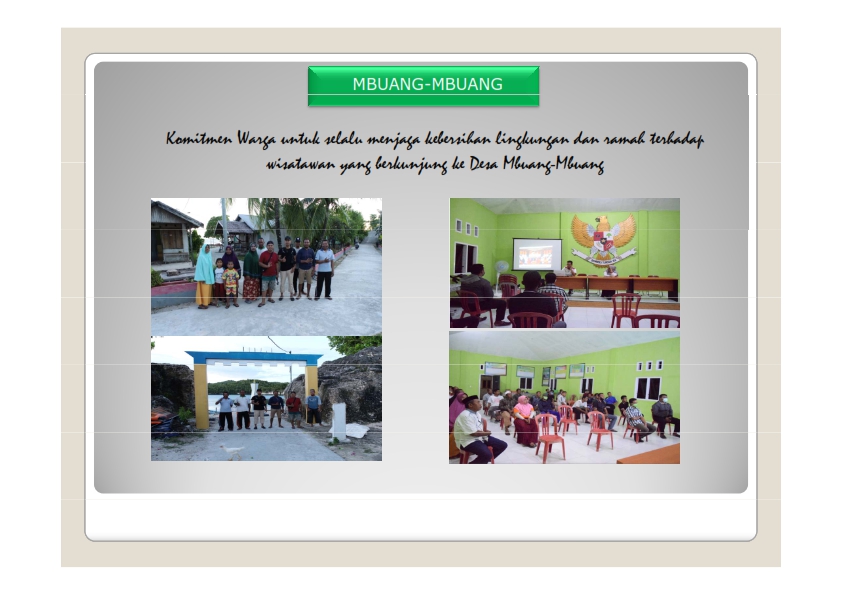 MBUANG-MBUANG
Komitmen Warga untuk selalu menjaga kebersihan lingkungan dan ramah terhadap
wisatawan yang berkunjung ke Desa Mbuang-Mbuang